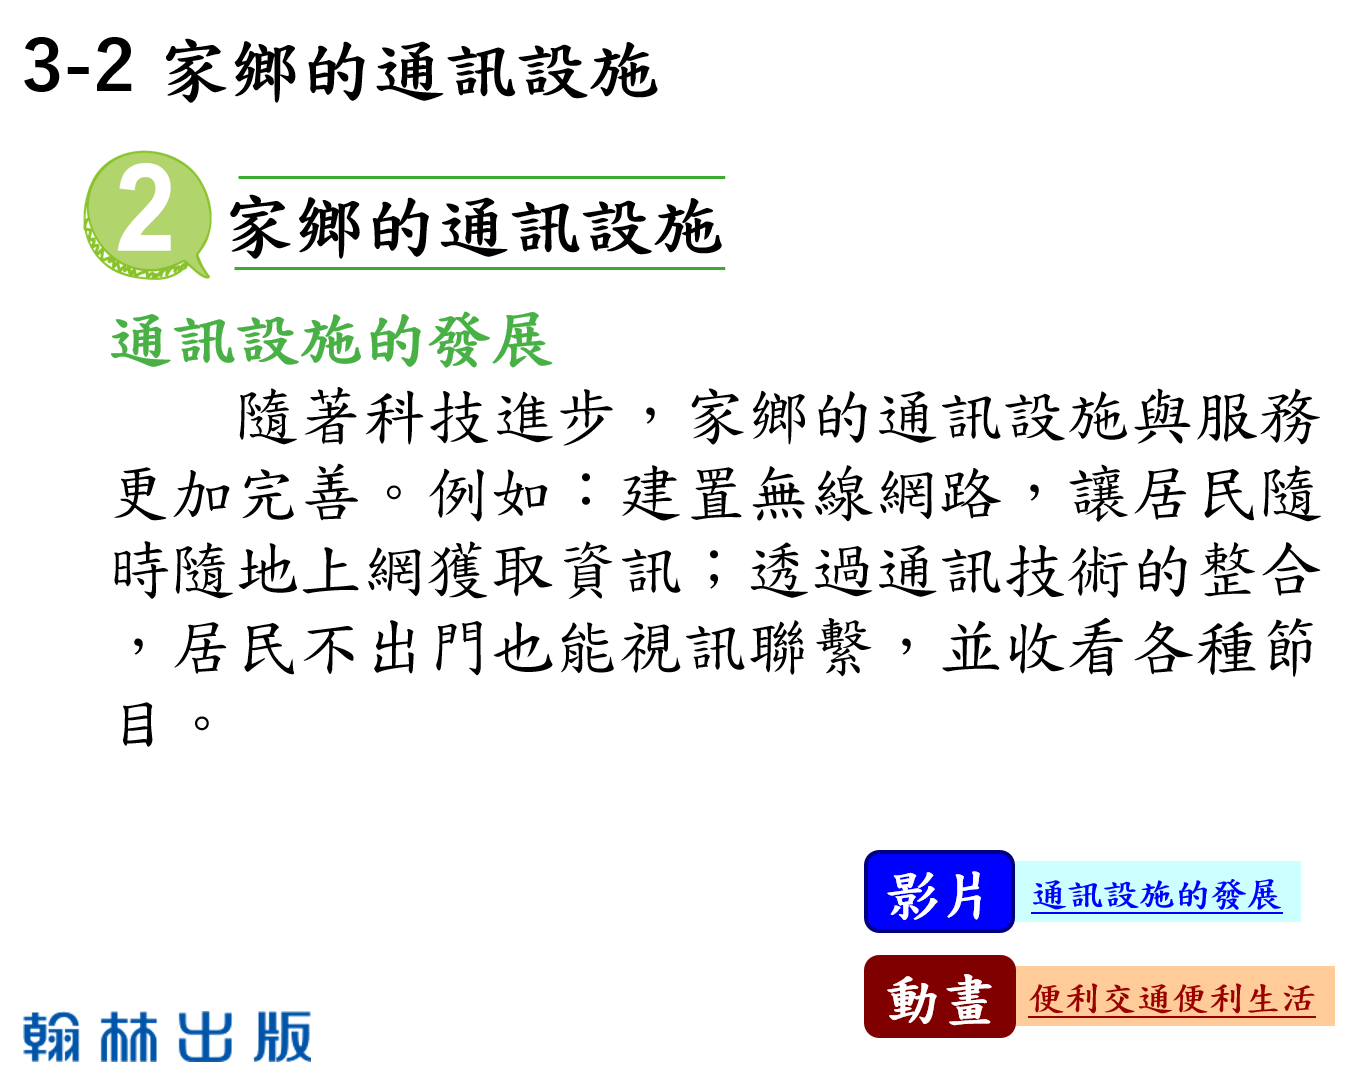 3-2 家鄉的通訊設施
2
家鄉的通訊設施
通訊設施的發展
隨著科技進步，家鄉的通訊設施與服務
更加完善。例如：建置無線網路，讓居民隨
時隨地上網獲取資訊；透過通訊技術的整合
，居民不出門也能視訊聯繫，並收看各種節
目。
影片 通訊設施的發展
動畫 便利交通便利生活
翰林出版